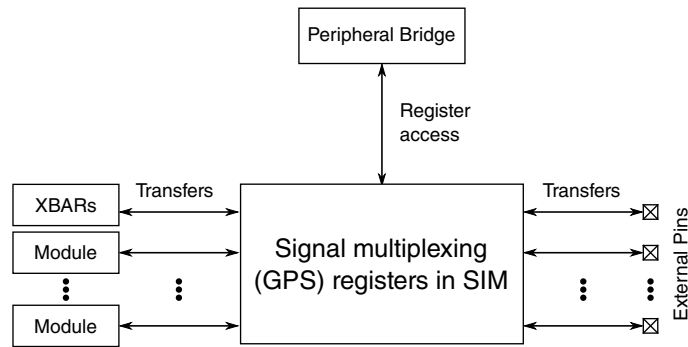 Peripheral Bridge
Register
access
Transfers
Transfers
XBARs
Module
Module
Signal multiplexing
(GPS) registers in SIM
External Pins